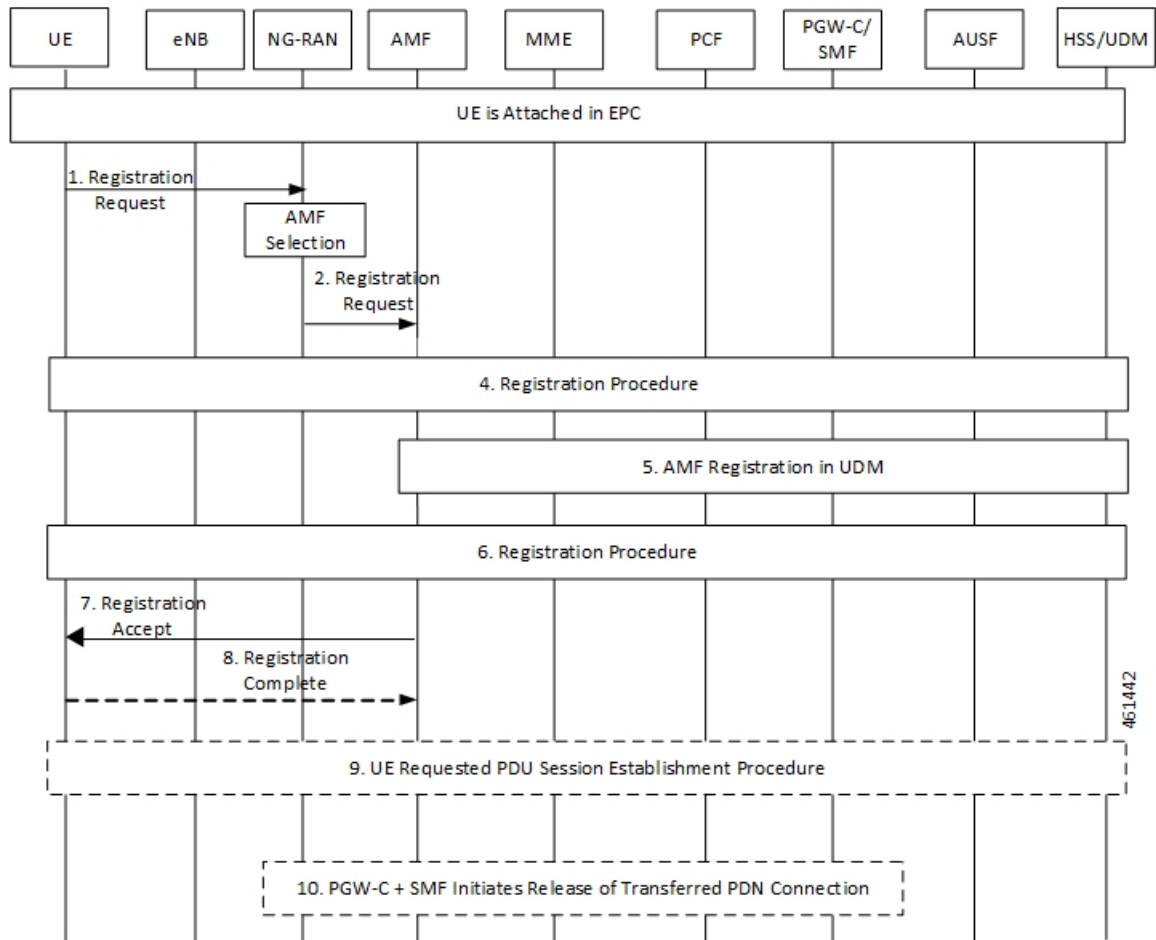 UE
eNB
NG-RAN
AMF
MME
PCF
PGW-C/
SMF
AUSF
HSS/UDM
UE is Attached in EPC
1. Registration
Request
AMF
Selection
2. Registration
Request
4. Registration Procedure
5. AMF Registration in UDM
6. Registration Procedure
7. Registration
Accept
8. Registration
Complete
461442
9. UE Requested PDU Session Establishment Procedure
10. PGW-C + SMF Initiates Release of Transferred PDN Connection